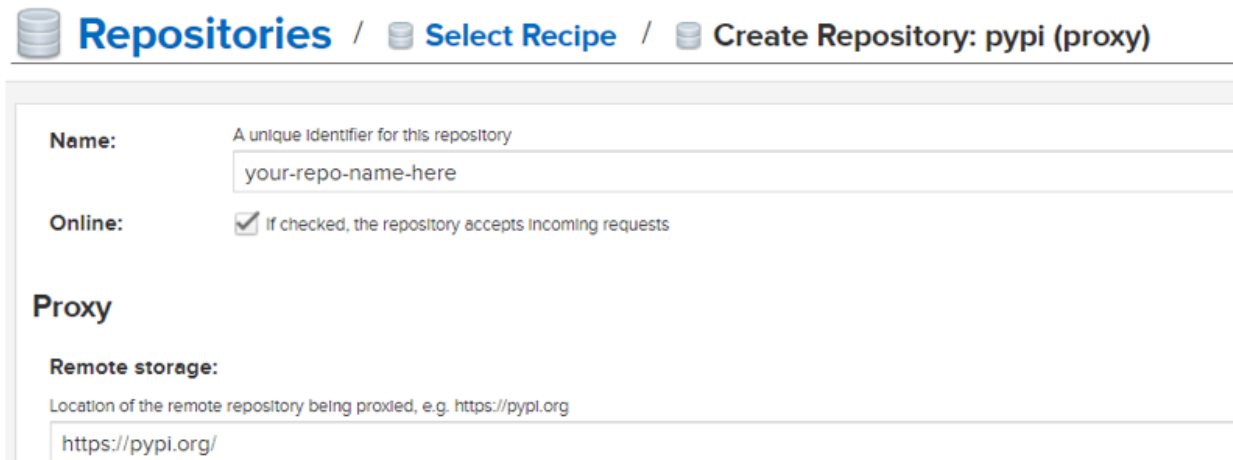 Repositories / Select Recipe / Create Repository: pypi (proxy)
Name:
A unique identifier for this repository
your-repo-name-here
Online:
If checked, the repository accepts incoming requests
Proxy
Remote storage:
Location of the remote repository being proxied, e.g. https://pypi.org
https://pypi.org/